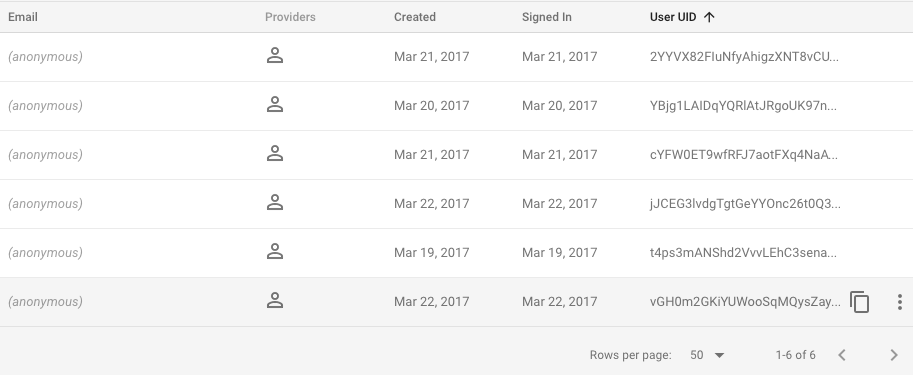 Email Providers Created Signed In User UID
(anonymous) Mar 21, 2017 Mar 21, 2017 2YYVX82FIuNfyAhigzXNT8vCU...
(anonymous) Mar 20, 2017 Mar 20, 2017 YBjg1LAIDqYQRlAtJRgoUK97n...
(anonymous) Mar 21, 2017 Mar 21, 2017 cYFW0ET9wfRFJ7aotFXq4NaA...
(anonymous) Mar 22, 2017 Mar 22, 2017 jJCEG3lvdgTgtGeYYOnc26t0Q3...
(anonymous) Mar 19, 2017 Mar 19, 2017 t4ps3mANShd2VvvLEhC3sena...
(anonymous) Mar 22, 2017 Mar 22, 2017 vGH0m2GKiYUWooSqMQysZay...
Rows per page: 50 1-6 of 6